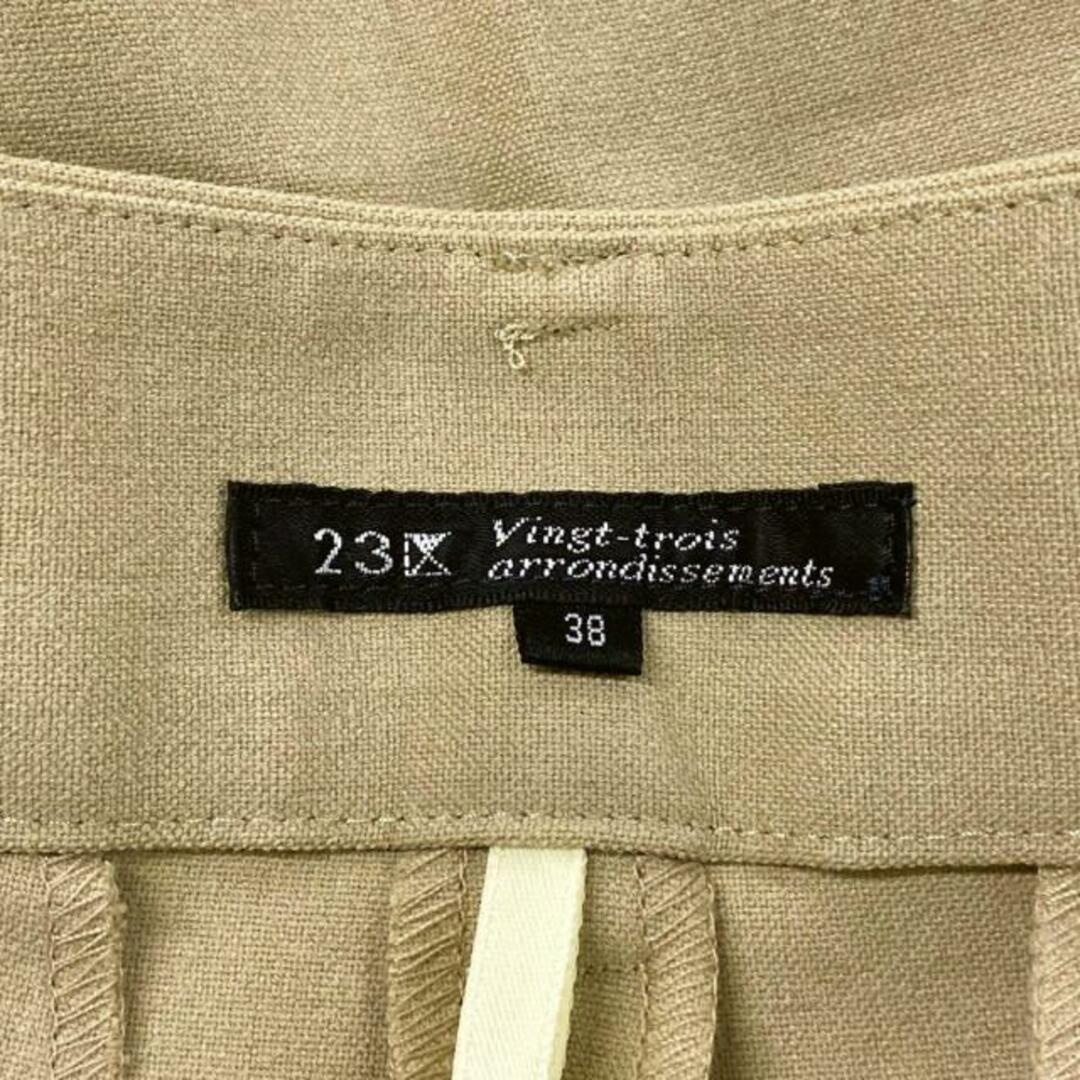 23区 Vingt-trois
arrondissements
38